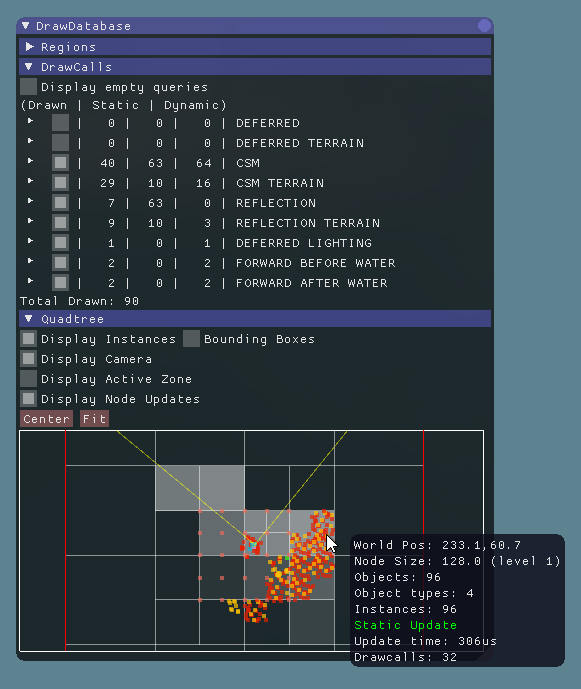 DrawDatabase
Regions
DrawCalls
Display empty queries
(Drawn | Static | Dynamic)
| 0 | 0 | 0 | DEFERRED
| 0 | 0 | 0 | DEFERRED TERRAIN
| 40 | 63 | 64 | CSM
| 29 | 10 | 16 | CSM TERRAIN
| 7 | 63 | 0 | REFLECTION
| 9 | 10 | 3 | REFLECTION TERRAIN
| 1 | 0 | 1 | DEFERRED LIGHTING
| 2 | 0 | 2 | FORWARD BEFORE WATER
| 2 | 0 | 2 | FORWARD AFTER WATER
Total Drawn: 90
Quadtree
Display Instances Bounding Boxes
Display Camera
Display Active Zone
Display Node Updates
Center Fit
World Pos: 233.1,60.7
Node Size: 128.0 (level 1)
Objects: 96
Object types: 4
Instances: 96
Static Update
Update time: 306us
Drawcalls: 32